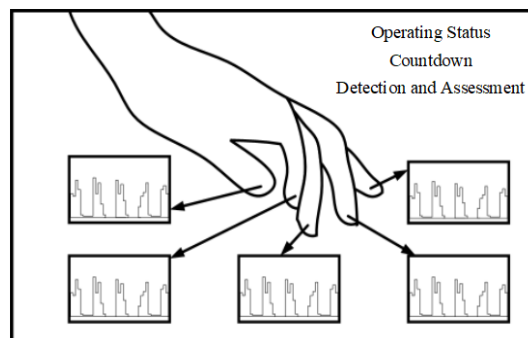 Operating Status
Countdown
Detection and Assessment